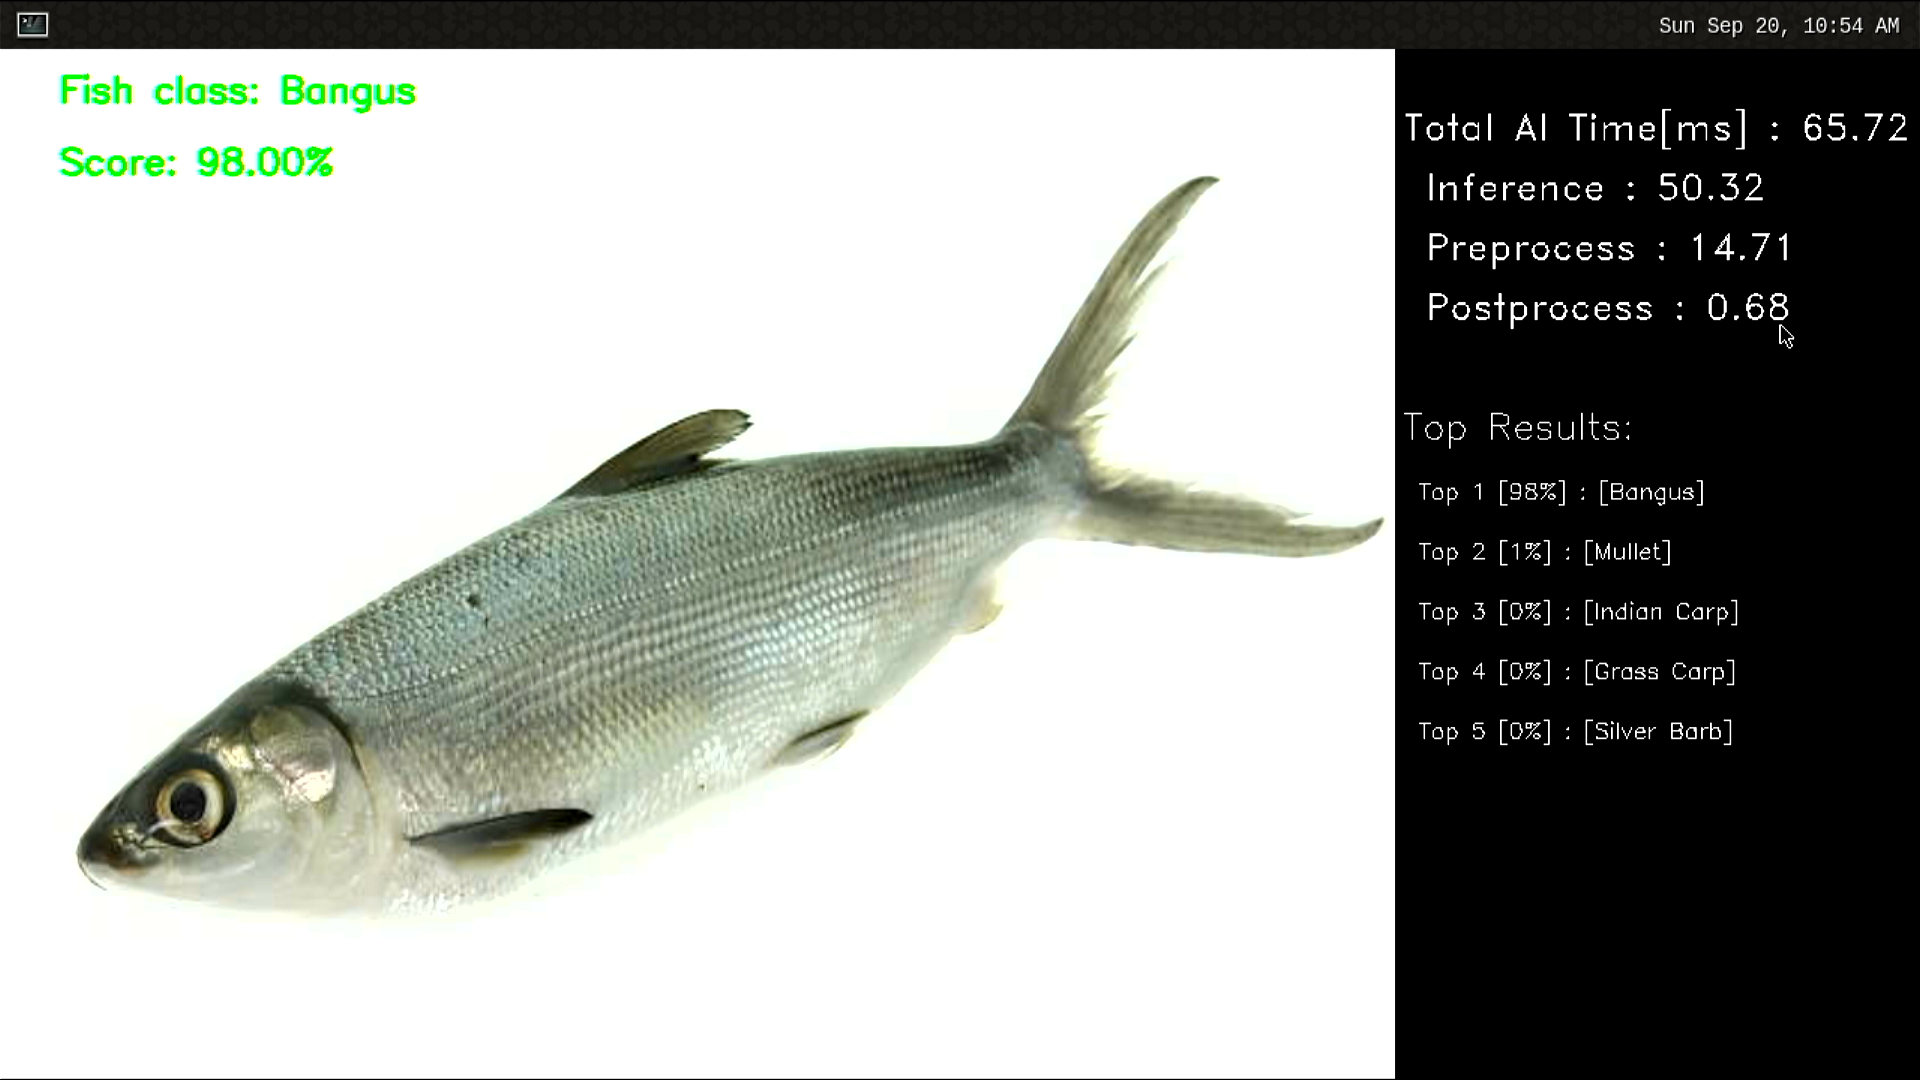 Sun Sep 20, 10:54 AM
Fish class: Bangus
Score: 98.00%
Total AI Time[ms] : 65.72
Inference : 50.32
Preprocess : 14.71
Postprocess : 0.68
Top Results:
Top 1 [98%] : [Bangus]
Top 2 [1%] : [Mullet]
Top 3 [0%] : [Indian Carp]
Top 4 [0%] : [Grass Carp]
Top 5 [0%] : [Silver Barb]